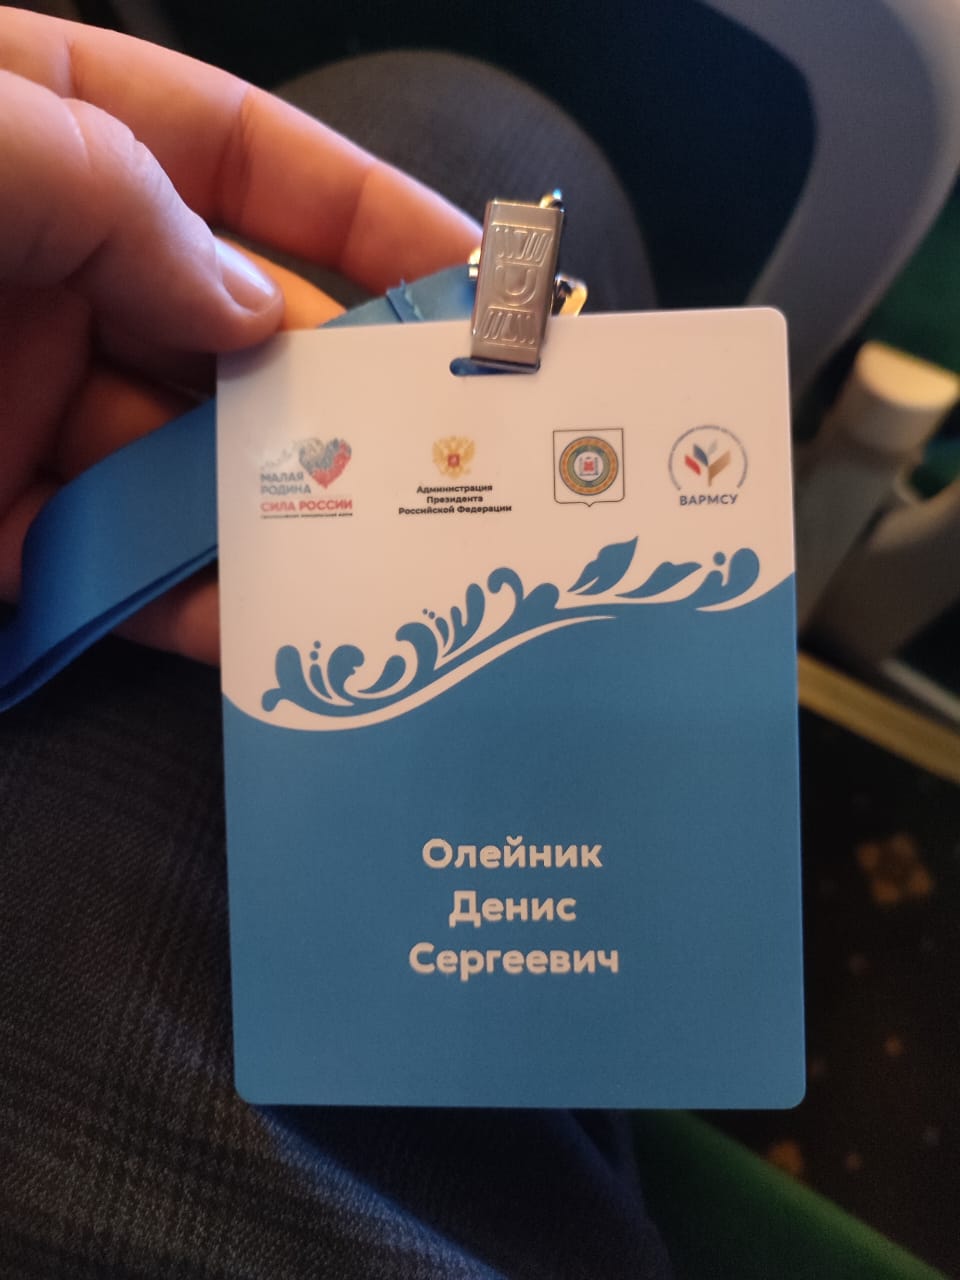 МАЛАЯ
РОДИНА
СИЛА РОССИИ
Администрация
Президента
Российской Федерации
ВАРМСУ
Олейник
Денис
Сергеевич